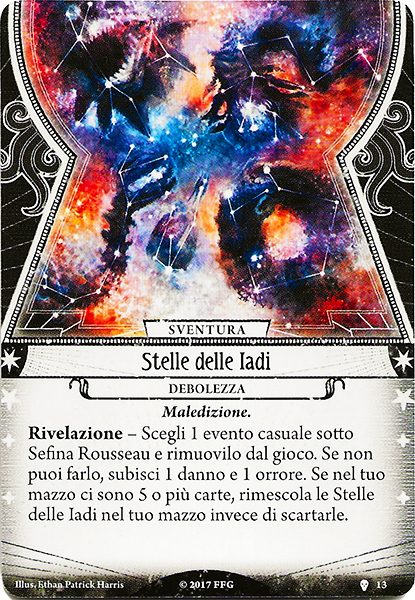 SVENTURA
Stelle delle Iadi
DEBOLEZZA
Maledizione.
Rivelazione – Scegli 1 evento casuale sotto
Sefina Rousseau e rimuovilo dal gioco. Se non
puoi farlo, subisci 1 danno e 1 orrore. Se nel tuo
mazzo ci sono 5 o più carte, rimescola le Stelle
delle Iadi nel tuo mazzo invece di scartarle.
Illus. Ethan Patrick Harris © 2017 FFG 13